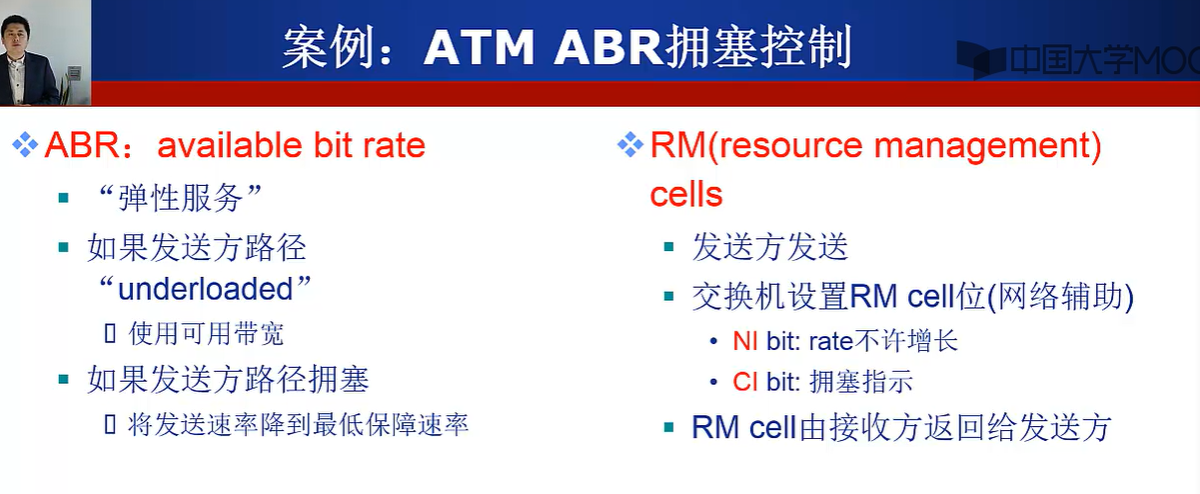 案例：ATM ABR拥塞控制
中国大学MOO
ABR：available bit rate
“弹性服务”
如果发送方路径
“underloaded”
使用可用带宽
如果发送方路径拥塞
将发送速率降到最低保障速率
RM(resource management)
cells
发送方发送
交换机设置RM cell位(网络辅助)
NI bit: rate不许增长
CI bit: 拥塞指示
RM cell由接收方返回给发送方